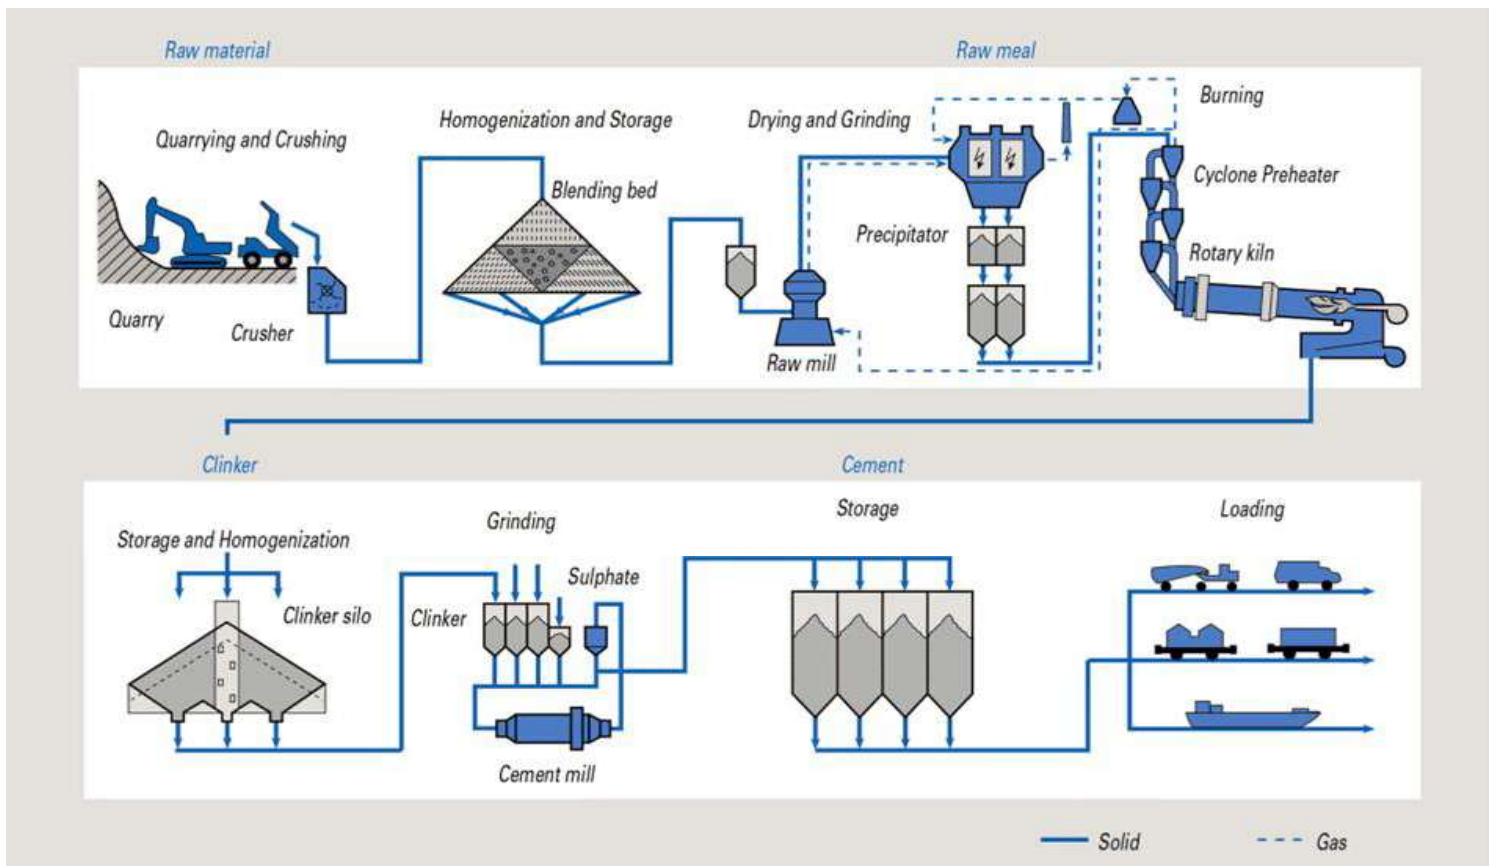 Raw material
Raw meal
Burning
Homogenization and Storage
Drying and Grinding
Quarrying and Crushing
Cyclone Preheater
Blending bed
Precipitator
Rotary kiln
Quarry
Crusher
Raw mill
Clinker
Cement
Storage
Loading
Grinding
Storage and Homogenization
Sulphate
Clinker silo
Clinker
Cement mill
Solid
Gas